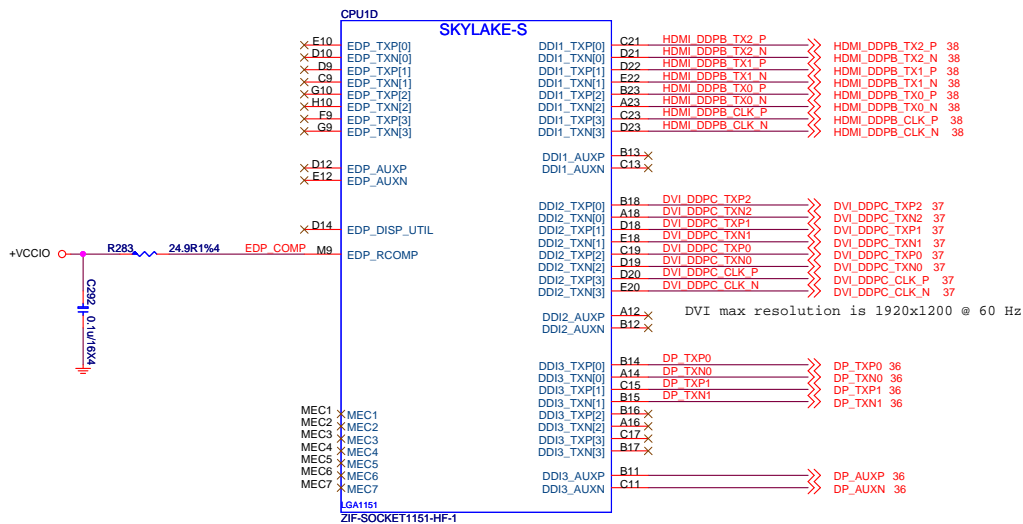 CPU1D
SKYLAKE-S
E10 EDP_TXP[0]
D10 EDP_TXN[0]
D9 EDP_TXP[1]
C9 EDP_TXN[1]
G10 EDP_TXP[2]
H10 EDP_TXN[2]
F9 EDP_TXP[3]
G9 EDP_TXN[3]
D12 EDP_AUXP
E12 EDP_AUXN
D14 EDP_DISP_UTIL
+VCCIO R283 24.9R1%4 EDP_COMP M9 EDP_RCOMP
C292 0.1u/16X4
MEC1 MEC1
MEC2 MEC2
MEC3 MEC3
MEC4 MEC4
MEC5 MEC5
MEC6 MEC6
MEC7 MEC7
LGA1151
ZIF-SOCKET1151-HF-1
DDI1_TXP[0] C21 HDMI_DDPB_TX2_P HDMI_DDPB_TX2_P 38
DDI1_TXN[0] D21 HDMI_DDPB_TX2_N HDMI_DDPB_TX2_N 38
DDI1_TXP[1] D22 HDMI_DDPB_TX1_P HDMI_DDPB_TX1_P 38
DDI1_TXN[1] E22 HDMI_DDPB_TX1_N HDMI_DDPB_TX1_N 38
DDI1_TXP[2] B23 HDMI_DDPB_TX0_P HDMI_DDPB_TX0_P 38
DDI1_TXN[2] A23 HDMI_DDPB_TX0_N HDMI_DDPB_TX0_N 38
DDI1_TXP[3] C23 HDMI_DDPB_CLK_P HDMI_DDPB_CLK_P 38
DDI1_TXN[3] D23 HDMI_DDPB_CLK_N HDMI_DDPB_CLK_N 38
DDI1_AUXP B13
DDI1_AUXN C13
DDI2_TXP[0] B18 DVI_DDPC_TXP2 DVI_DDPC_TXP2 37
DDI2_TXN[0] A18 DVI_DDPC_TXN2 DVI_DDPC_TXN2 37
DDI2_TXP[1] D18 DVI_DDPC_TXP1 DVI_DDPC_TXP1 37
DDI2_TXN[1] E18 DVI_DDPC_TXN1 DVI_DDPC_TXN1 37
DDI2_TXP[2] C19 DVI_DDPC_TXP0 DVI_DDPC_TXP0 37
DDI2_TXN[2] D19 DVI_DDPC_TXN0 DVI_DDPC_TXN0 37
DDI2_TXP[3] D20 DVI_DDPC_CLK_P DVI_DDPC_CLK_P 37
DDI2_TXN[3] E20 DVI_DDPC_CLK_N DVI_DDPC_CLK_N 37
DDI2_AUXP A12
DDI2_AUXN B12
DVI max resolution is 1920x1200 @ 60 Hz
DDI3_TXP[0] B14 DP_TXP0 DP_TXP0 36
DDI3_TXN[0] A14 DP_TXN0 DP_TXN0 36
DDI3_TXP[1] C15 DP_TXP1 DP_TXP1 36
DDI3_TXN[1] B15 DP_TXN1 DP_TXN1 36
DDI3_TXP[2] B16
DDI3_TXN[2] A16
DDI3_TXP[3] C17
DDI3_TXN[3] B17
DDI3_AUXP B11 DP_AUXP 36
DDI3_AUXN C11 DP_AUXN 36